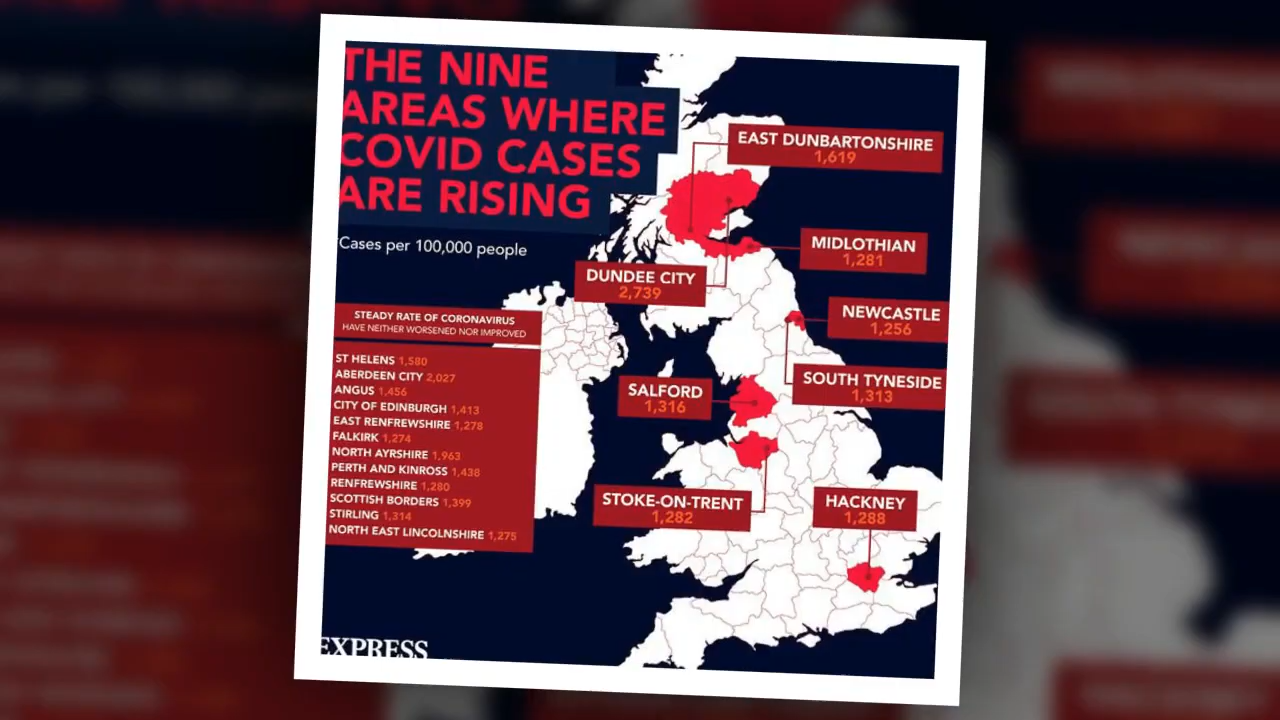 THE NINE
AREAS WHERE
COVID CASES
ARE RISING
Cases per 100,000 people
EAST DUNBARTONSHIRE
1,619
MIDLOTHIAN
1,281
DUNDEE CITY
2,739
NEWCASTLE
1,256
SOUTH TYNESIDE
1,313
SALFORD
1,316
STOKE-ON-TRENT
1,282
HACKNEY
1,288
STEADY RATE OF CORONAVIRUS
HAVE NEITHER WORSENED NOR IMPROVED
ST HELENS 1,580
ABERDEEN CITY 2,027
ANGUS 1,456
CITY OF EDINBURGH 1,413
EAST RENFREWSHIRE 1,278
FALKIRK 1,274
NORTH AYRSHIRE 1,963
PERTH AND KINROSS 1,438
RENFREWSHIRE 1,280
SCOTTISH BORDERS 1,399
STIRLING 1,314
NORTH EAST LINCOLNSHIRE 1,275
EXPRESS